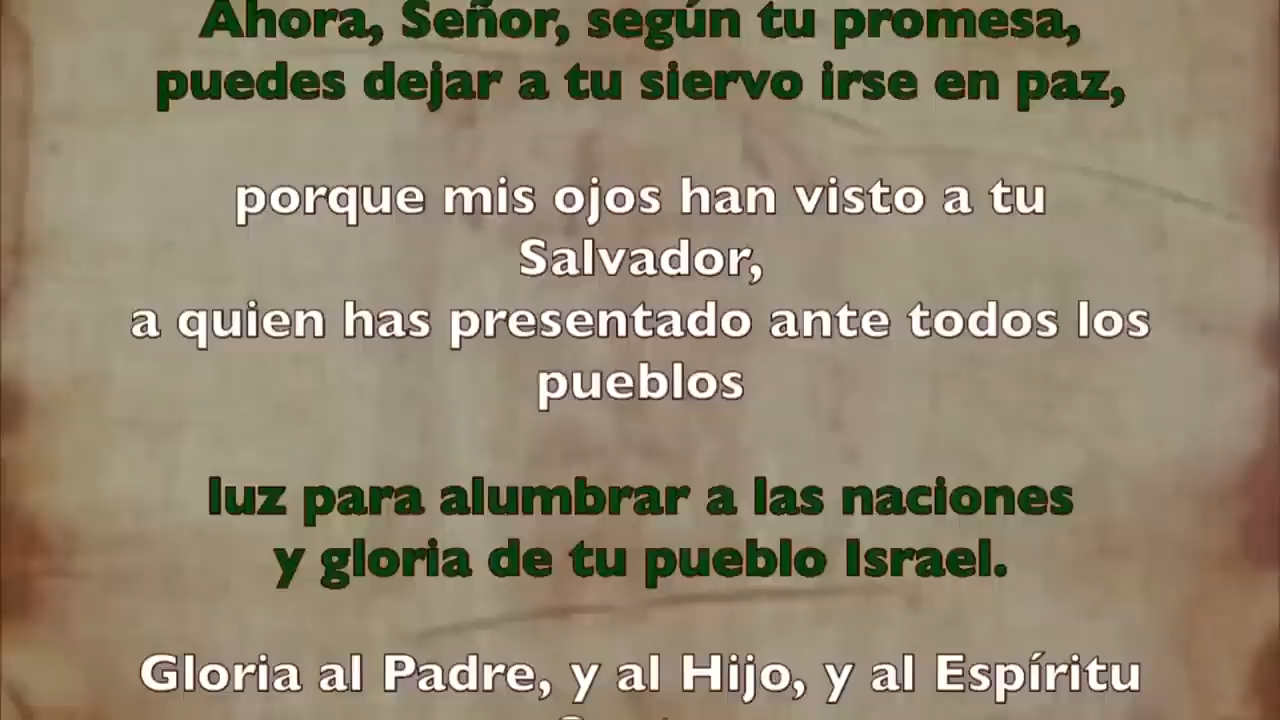 Ahora, Señor, según tu promesa,
puedes dejar a tu siervo irse en paz,
porque mis ojos han visto a tu
Salvador,
a quien has presentado ante todos los
pueblos
luz para alumbrar a las naciones
y gloria de tu pueblo Israel.
Gloria al Padre, y al Hijo, y al Espíritu